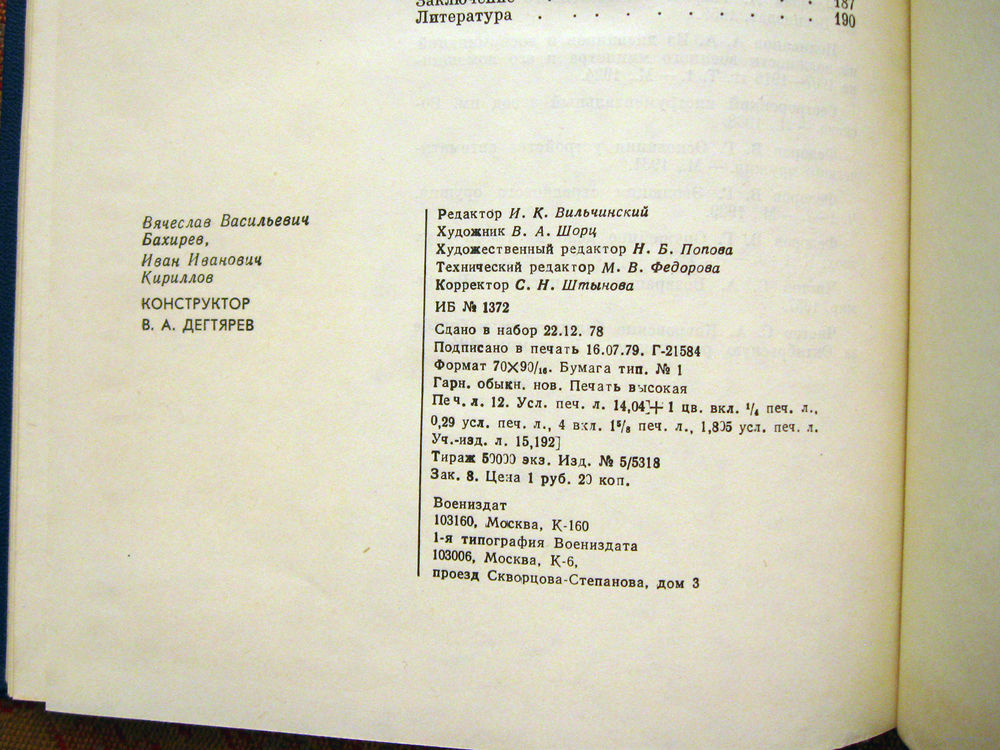 Заключение . . . . . . . . . . 187
Литература . . . . . . . . . . 190
Вячеслав Васильевич
Бахирев,
Иван Иванович
Кириллов
КОНСТРУКТОР
В. А. ДЕГТЯРЕВ
Редактор И. К. Вильчинский
Художник В. А. Шорц
Художественный редактор Н. Б. Попова
Технический редактор М. В. Федорова
Корректор С. Н. Штынова
ИБ № 1372
Сдано в набор 22.12. 78
Подписано в печать 16.07.79. Г-21584
Формат 70×90/16. Бумага тип. № 1
Гарн. обыкн. нов. Печать высокая
Печ. л. 12. Усл. печ. л. 14,04]+ 1 цв. вкл. 1/4 печ. л.,
0,29 усл. печ. л., 4 вкл. 1 5/8 печ. л., 1,895 усл. печ. л.
Уч.-изд. л. 15,192]
Тираж 50000 экз. Изд. № 5/5318
Зак. 8. Цена 1 руб. 20 коп.
Воениздат
103160, Москва, К-160
1-я типография Воениздата
103006, Москва, К-6,
проезд Скворцова-Степанова, дом 3